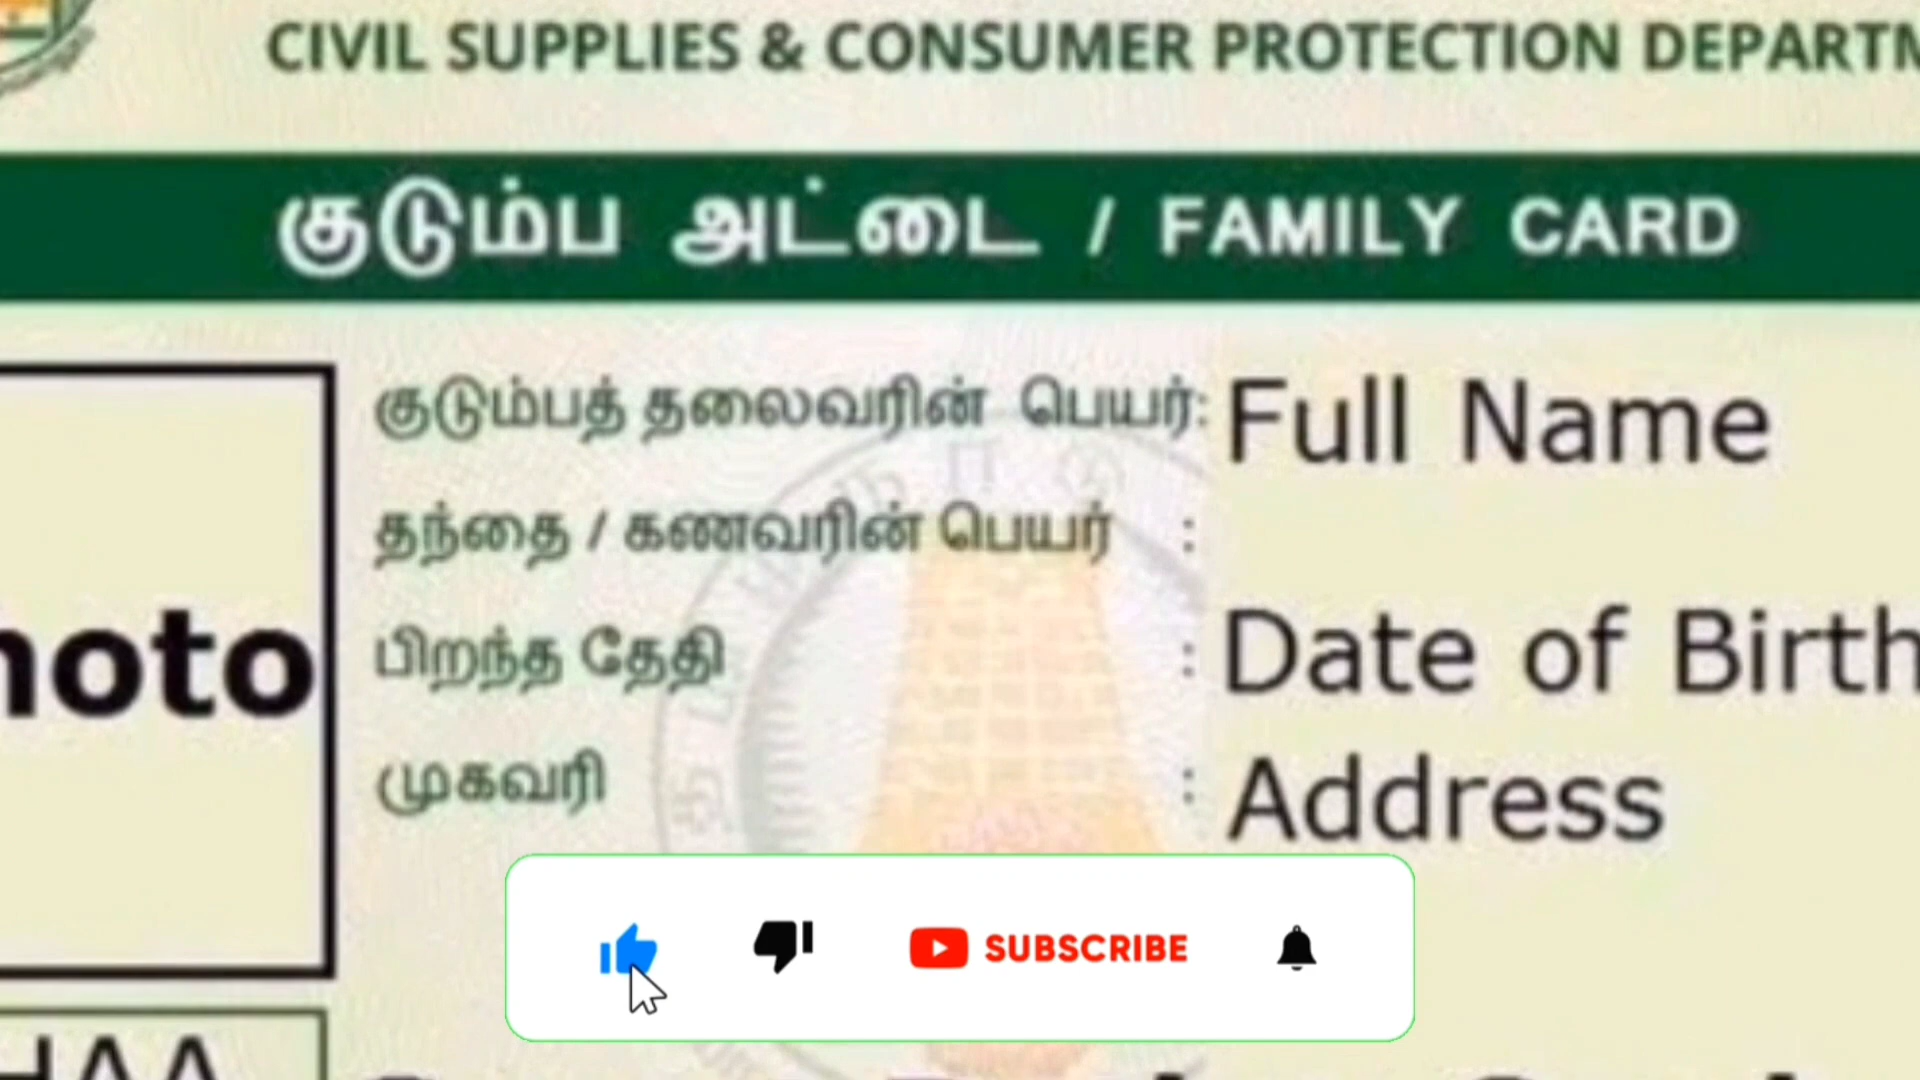 CIVIL SUPPLIES & CONSUMER PROTECTION DEPARTM
குடும்ப அட்டை / FAMILY CARD
குடும்பத் தலைவரின் பெயர்: Full Name
தந்தை / கணவரின் பெயர் :
பிறந்த தேதி : Date of Birth
hoto
முகவரி : Address
SUBSCRIBE
HAA